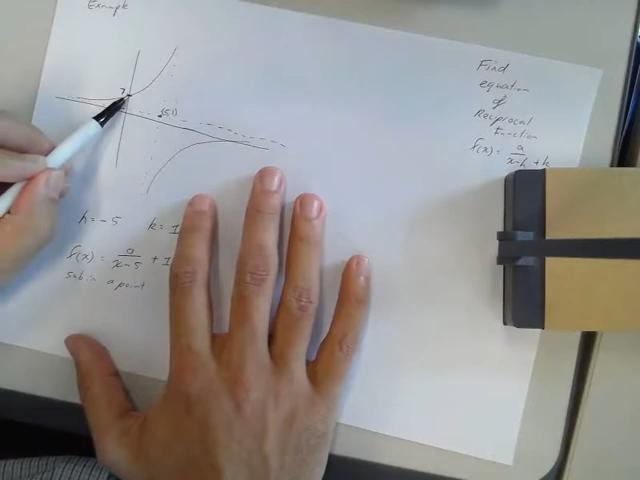 Example
7
(5,1)
h = -5 k = 1
f(x) = a/x-5 + 1
sub in a point
Find
equation
of
Reciprocal
function
f(x) = a/x-h + k